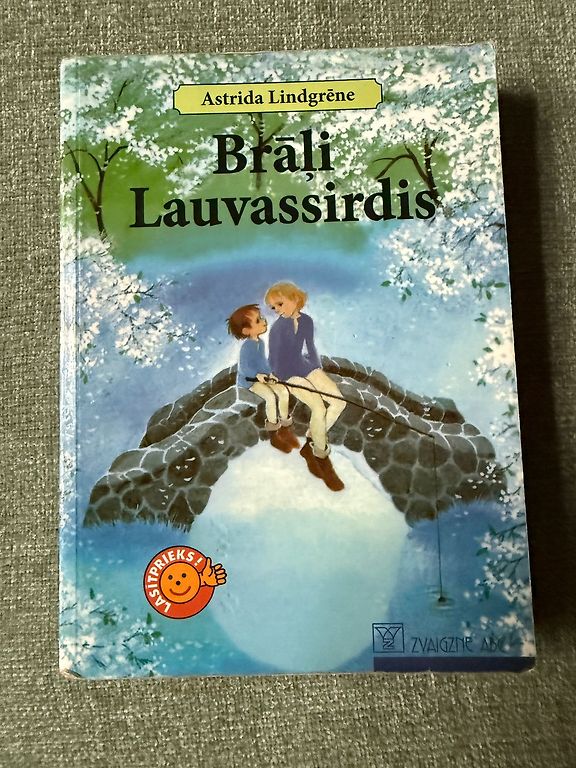 Astrida Lindgrēne
Brāļi
Lauvassirdis
LASĪTPRIEKS!
ZVAIGZNE ABC